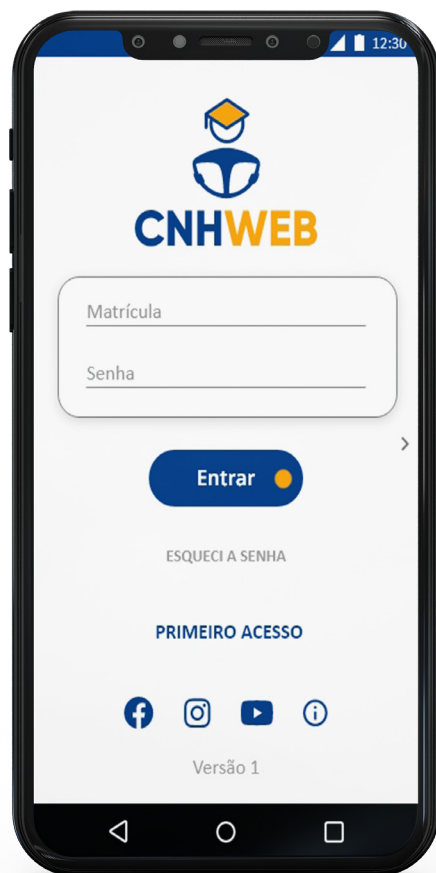 12:30
CNHWEB
Matrícula
Senha
Entrar
ESQUECI A SENHA
PRIMEIRO ACESSO
Versão 1